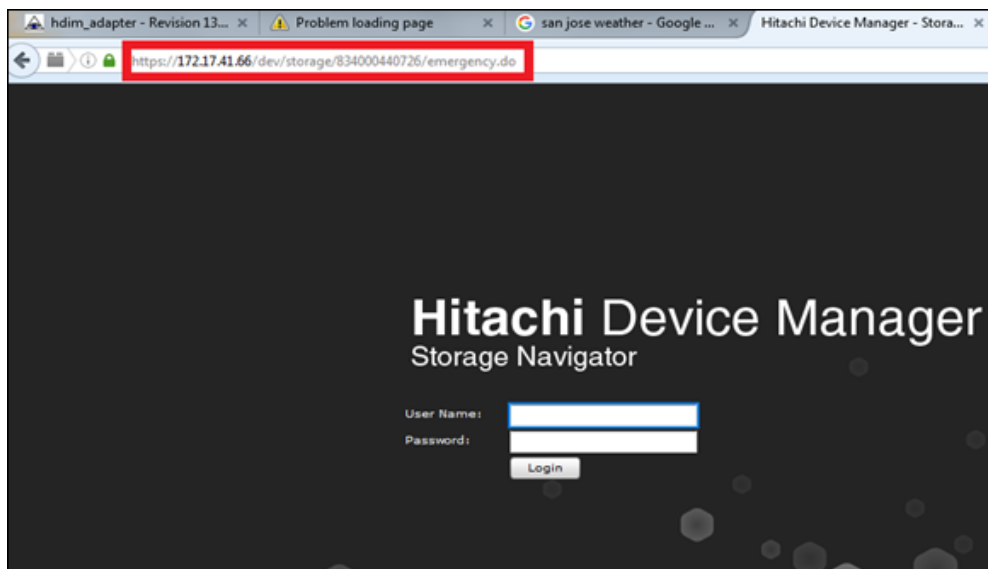 hdim_adapter - Revision 13...
Problem loading page
san jose weather - Google ...
Hitachi Device Manager - Stora...
https://172.17.41.66/dev/storage/834000440726/emergency.do
Hitachi Device Manager
Storage Navigator
User Name:
Password:
Login